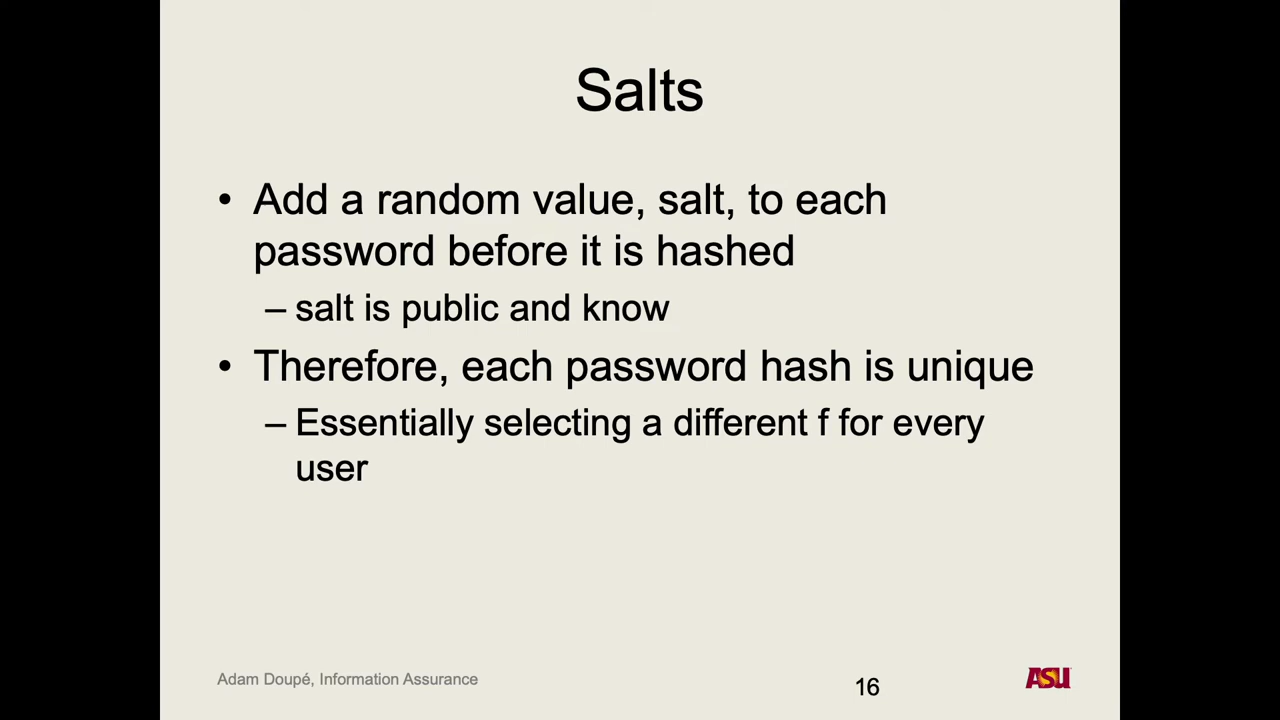 Salts
• Add a random value, salt, to each
password before it is hashed
– salt is public and know
• Therefore, each password hash is unique
– Essentially selecting a different f for every
user
Adam Doupé, Information Assurance
16
ASU